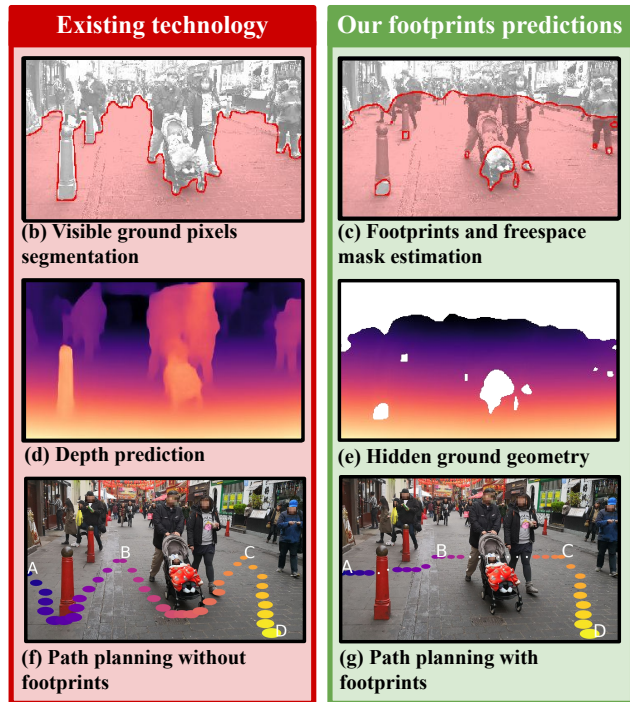 Existing technology
Our footprints predictions
(b) Visible ground pixels
segmentation
(c) Footprints and freespace
mask estimation
(d) Depth prediction
(e) Hidden ground geometry
A
B
C
D
A
B
C
D
(f) Path planning without
footprints
(g) Path planning with
footprints